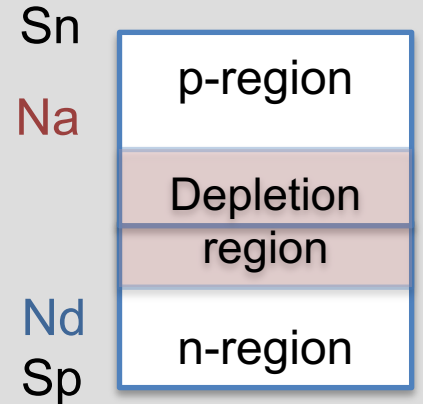 Sn
p-region
Na
Depletion
region
Nd
n-region
Sp